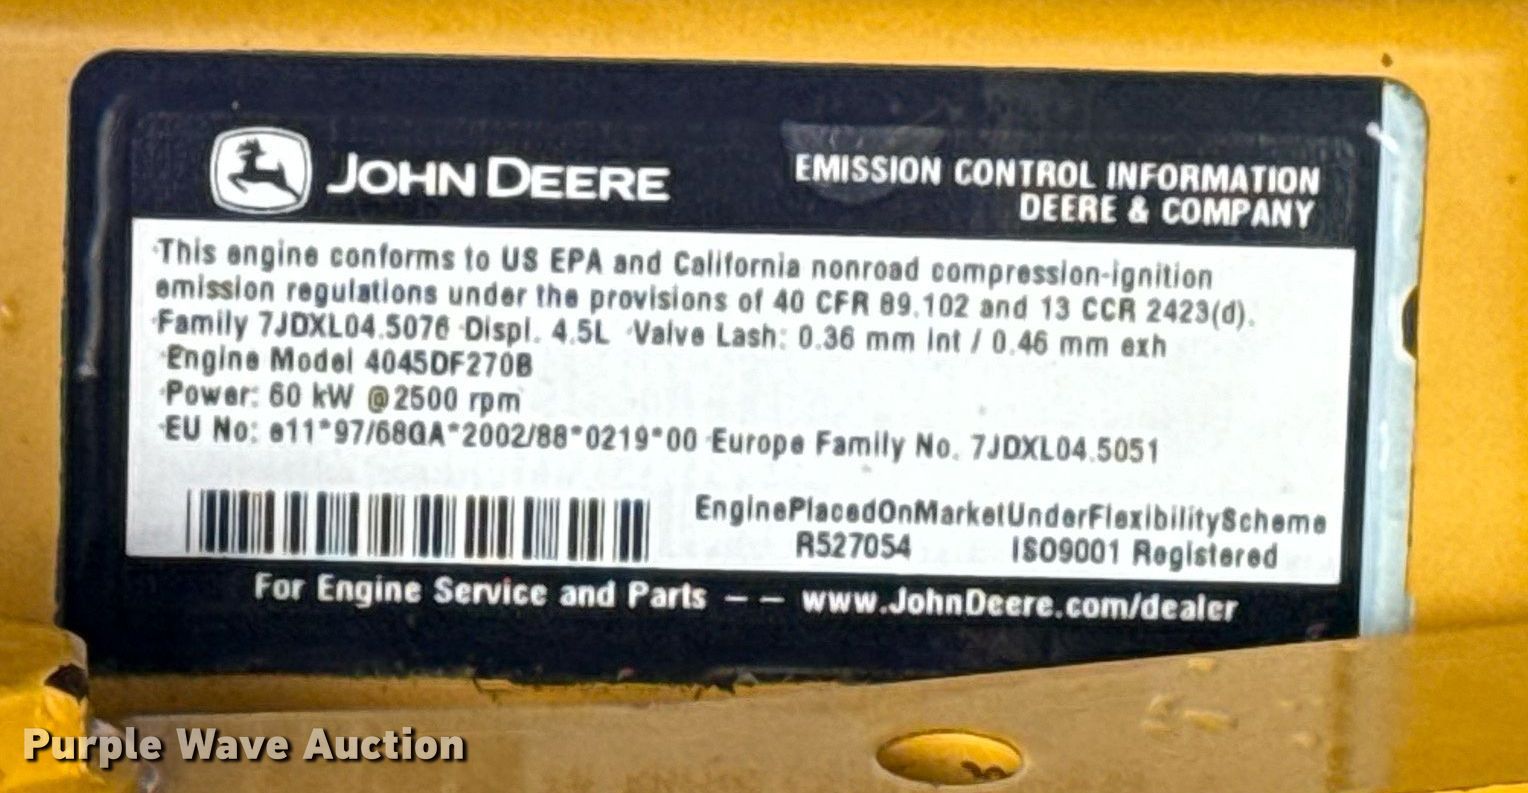 JOHN DEERE
EMISSION CONTROL INFORMATION
DEERE & COMPANY
This engine conforms to US EPA and California nonroad compression-ignition
emission regulations under the provisions of 40 CFR 89.102 and 13 CCR 2423(d).
Family 7JDXL04.5076 Displ. 4.5L Valve Lash: 0.36 mm Int / 0.46 mm exh
Engine Model 4045DF270B
Power: 60 kW @ 2500 rpm
EU No: e11*97/68GA*2002/88*0219*00 Europe Family No. 7JDXL04.5051
EnginePlacedOnMarketUnderFlexibilityScheme
R527054 ISO9001 Registered
For Engine Service and Parts – – www.JohnDeere.com/dealer
Purple Wave Auction